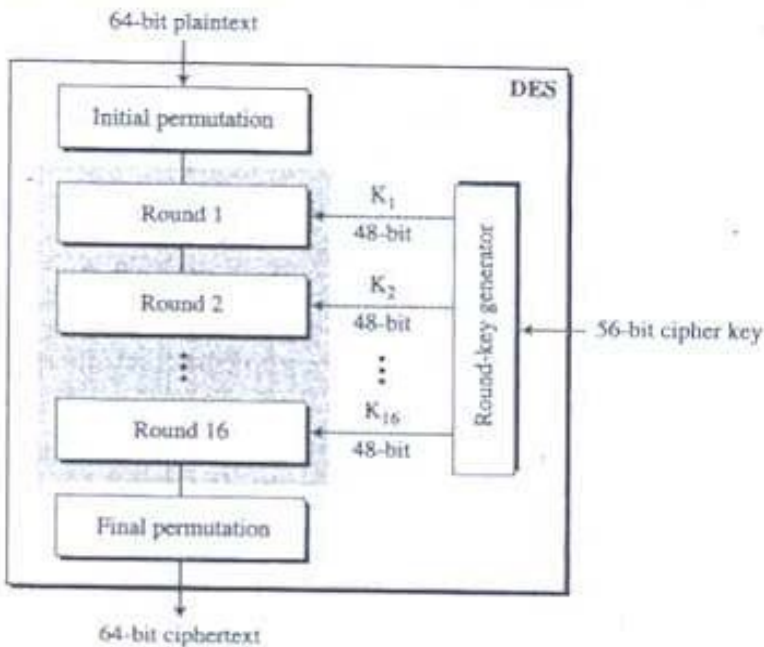 64-bit plaintext
DES
Initial permutation
Round 1
K1
48-bit
Round 2
K2
48-bit
Round-key generator
56-bit cipher key
Round 16
K16
48-bit
Final permutation
64-bit ciphertext